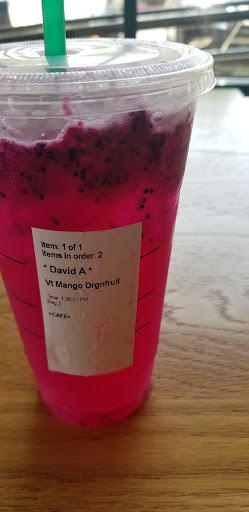 Item: 1 of 1
Items in order: 2
* David A *
Vt Mango Drgnfruit
Time: 1:36:51 PM
Reg: 2
>CAFE<